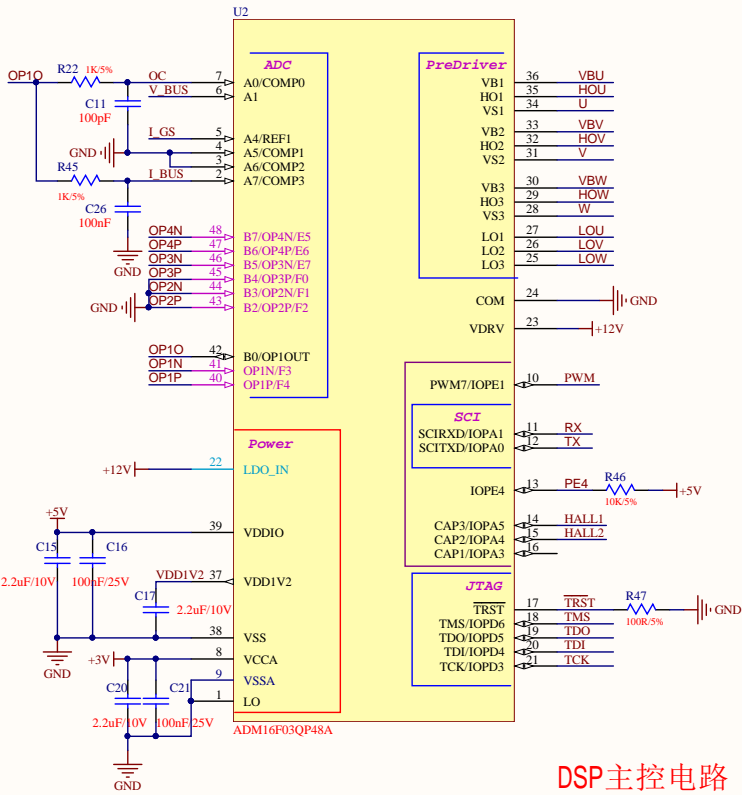 U2
ADC
PreDriver
OP1O
R22
1K/5%
OC
7
A0/COMP0
V_BUS
6
A1
C11
100pF
I_GS
5
A4/REF1
GND
4
A5/COMP1
3
A6/COMP2
R45
1K/5%
I_BUS
2
A7/COMP3
C26
100nF
GND
OP4N
48
B7/OP4N/E5
OP4P
47
B6/OP4P/E6
OP3N
46
B5/OP3N/E7
OP3P
45
B4/OP3P/F0
OP2N
44
B3/OP2N/F1
OP2P
43
B2/OP2P/F2
GND
OP1O
42
B0/OP1OUT
OP1N
41
OP1N/F3
OP1P
40
OP1P/F4
Power
+12V
22
LDO_IN
+5V
39
VDDIO
C15
2.2uF/10V
C16
100nF/25V
VDD1V2
37
VDD1V2
C17
2.2uF/10V
38
VSS
GND
+3V
8
VCCA
9
VSSA
1
LO
C20
2.2uF/10V
C21
100nF/25V
GND
ADM16F03QP48A
VB1
36
VBU
HO1
35
HOU
VS1
34
U
VB2
33
VBV
HO2
32
HOV
VS2
31
V
VB3
30
VBW
HO3
29
HOW
VS3
28
W
LO1
27
LOU
LO2
26
LOV
LO3
25
LOW
COM
24
GND
VDRV
23
+12V
PWM7/IOPE1
10
PWM
SCI
SCIRXD/IOPA1
11
RX
SCITXD/IOPA0
12
TX
IOPE4
13
PE4
R46
10K/5%
+5V
CAP3/IOPA5
14
HALL1
CAP2/IOPA4
15
HALL2
CAP1/IOPA3
16
JTAG
TRST
17
TRST
R47
100R/5%
GND
TMS/IOPD6
18
TMS
TDO/IOPD5
19
TDO
TDI/IOPD4
20
TDI
TCK/IOPD3
21
TCK
DSP主控电路